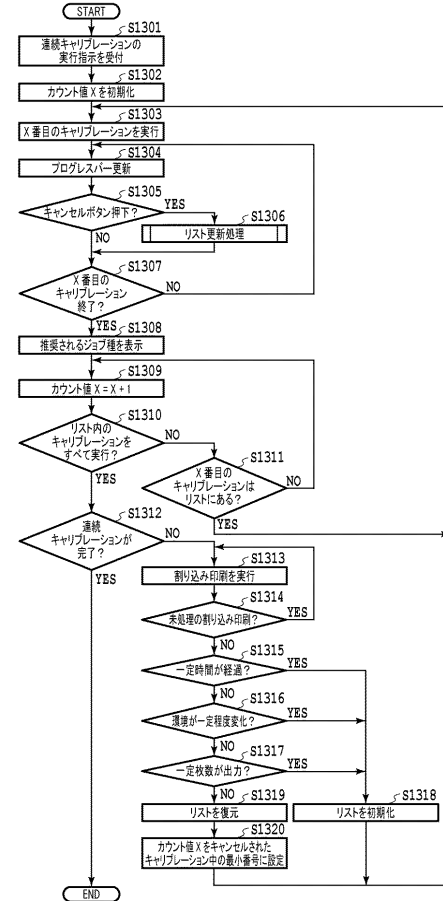 START
S1301
連続キャリブレーションの
実行指示を受付
S1302
カウント値Xを初期化
S1303
X番目のキャリブレーションを実行
S1304
プログレスバー更新
S1305
キャンセルボタン押下?
YES
S1306
リスト更新処理
NO
S1307
X番目の
キャリブレーション
終了?
NO
YES
S1308
推奨されるジョブ種を表示
S1309
カウント値X=X+1
S1310
リスト内の
キャリブレーションを
すべて実行?
NO
S1311
X番目の
キャリブレーションは
リストにある?
NO
YES
YES
S1312
連続
キャリブレーションが
完了?
NO
YES
S1313
割り込み印刷を実行
S1314
未処理の割り込み印刷?
YES
NO
S1315
一定時間が経過?
YES
NO
S1316
環境が一定程度変化?
YES
NO
S1317
一定枚数が出力?
YES
NO
S1319
リストを復元
S1318
リストを初期化
S1320
カウント値Xをキャンセルされた
キャリブレーション中の最小番号に設定
END